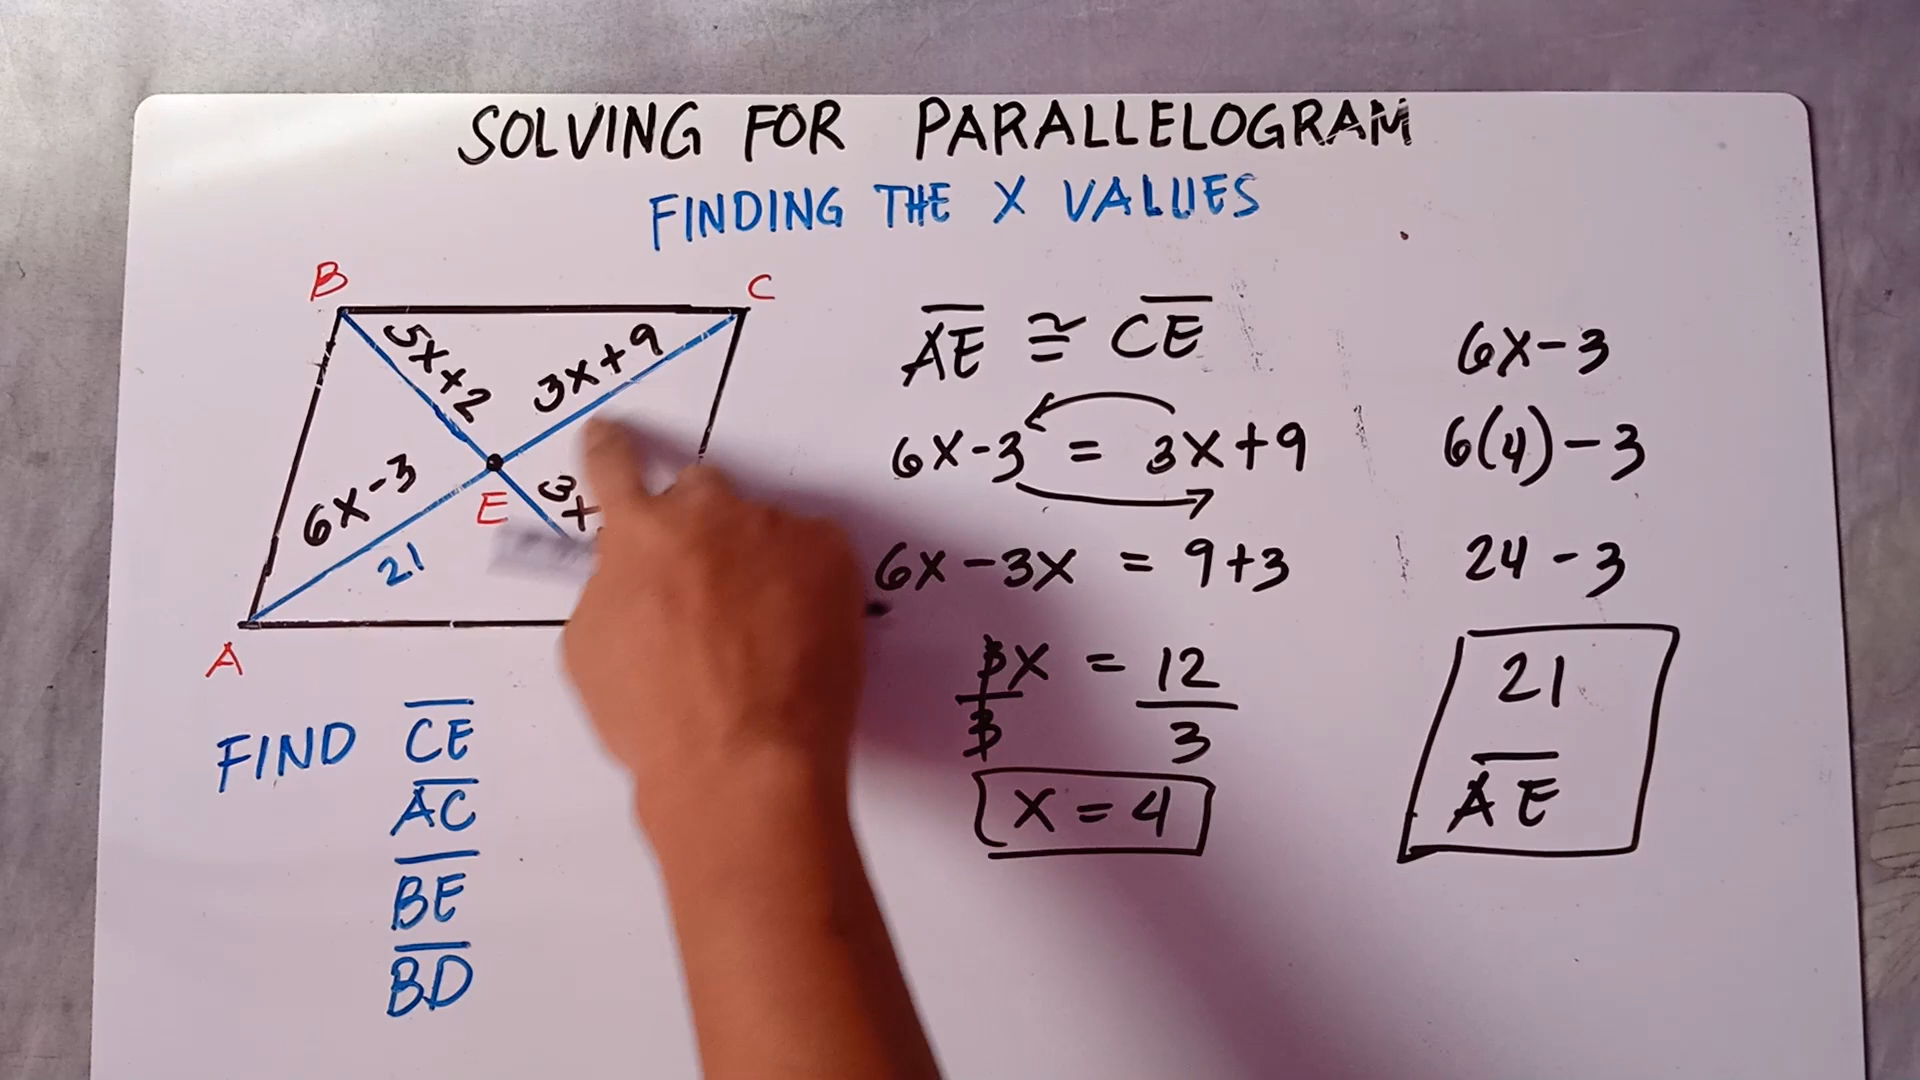 SOLVING FOR PARALLELOGRAM
FINDING THE X VALUES
B
C
5x+2
3x+9
6x-3
E
21
A
FIND CE
AC
BE
BD
AE ≅ CE
6x-3 = 3x+9
6x-3x = 9+3
3x = 12
3 3
x = 4
6x-3
6(4)-3
24-3
21
AE